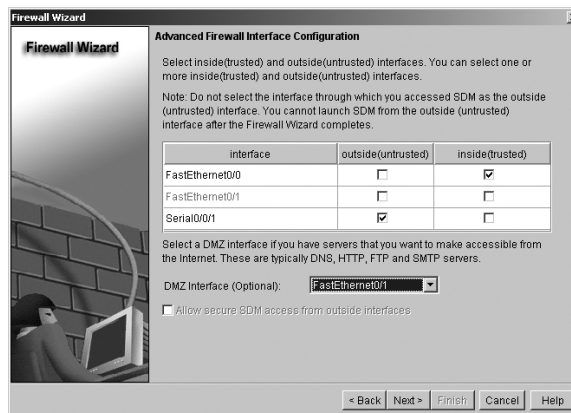 Firewall Wizard
Firewall Wizard
Advanced Firewall Interface Configuration
Select inside(trusted) and outside(untrusted) interfaces. You can select one or
more inside(trusted) and outside(untrusted) interfaces.
Note: Do not select the interface through which you accessed SDM as the outside
(untrusted) interface. You cannot launch SDM from the outside (untrusted)
interface after the Firewall Wizard completes.
interface outside(untrusted) inside(trusted)
FastEthernet0/0
FastEthernet0/1
Serial0/0/1
Select a DMZ interface if you have servers that you want to make accessible from
the Internet. These are typically DNS, HTTP, FTP and SMTP servers.
DMZ Interface (Optional): FastEthernet0/1
Allow secure SDM access from outside interfaces
< Back Next > Finish Cancel Help